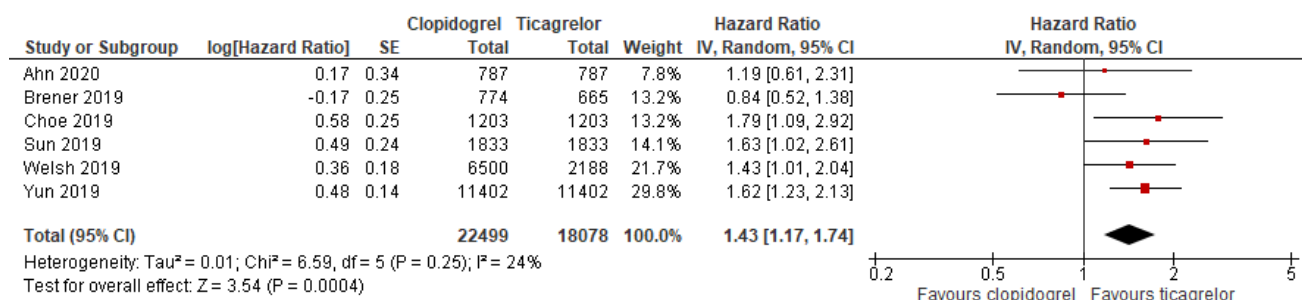 Clopidogrel Ticagrelor Hazard Ratio Hazard Ratio
Study or Subgroup log[Hazard Ratio] SE Total Total Weight IV, Random, 95% CI IV, Random, 95% CI
Ahn 2020 0.17 0.34 787 787 7.8% 1.19 [0.61, 2.31]
Brener 2019 -0.17 0.25 774 665 13.2% 0.84 [0.52, 1.38]
Choe 2019 0.58 0.25 1203 1203 13.2% 1.79 [1.09, 2.92]
Sun 2019 0.49 0.24 1833 1833 14.1% 1.63 [1.02, 2.61]
Welsh 2019 0.36 0.18 6500 2188 21.7% 1.43 [1.01, 2.04]
Yun 2019 0.48 0.14 11402 11402 29.8% 1.62 [1.23, 2.13]
Total (95% CI) 22499 18078 100.0% 1.43 [1.17, 1.74]
Heterogeneity: Tau² = 0.01; Chi² = 6.59, df = 5 (P = 0.25); I² = 24%
Test for overall effect: Z = 3.54 (P = 0.0004)
0.2 0.5 1 2 5
Favours clopidogrel Favours ticagrelor